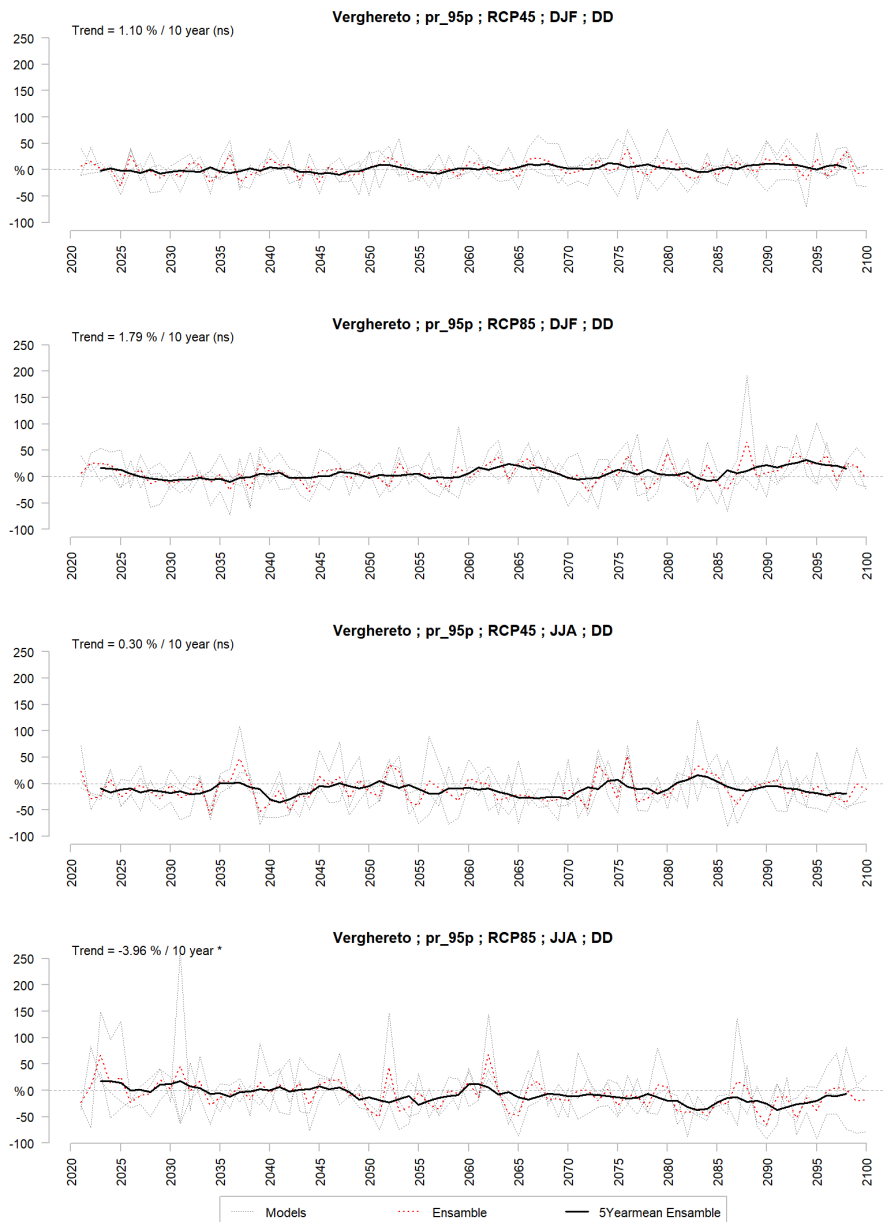 Verghereto ; pr_95p ; RCP45 ; DJF ; DD
Trend = 1.10 % / 10 year (ns)
250
200
150
100
50
% 0
-50
-100
2020 2025 2030 2035 2040 2045 2050 2055 2060 2065 2070 2075 2080 2085 2090 2095 2100
Verghereto ; pr_95p ; RCP85 ; DJF ; DD
Trend = 1.79 % / 10 year (ns)
250
200
150
100
50
% 0
-50
-100
2020 2025 2030 2035 2040 2045 2050 2055 2060 2065 2070 2075 2080 2085 2090 2095 2100
Verghereto ; pr_95p ; RCP45 ; JJA ; DD
Trend = 0.30 % / 10 year (ns)
250
200
150
100
50
% 0
-50
-100
2020 2025 2030 2035 2040 2045 2050 2055 2060 2065 2070 2075 2080 2085 2090 2095 2100
Verghereto ; pr_95p ; RCP85 ; JJA ; DD
Trend = -3.96 % / 10 year *
250
200
150
100
50
% 0
-50
-100
2020 2025 2030 2035 2040 2045 2050 2055 2060 2065 2070 2075 2080 2085 2090 2095 2100
Models Ensamble 5Yearmean Ensamble